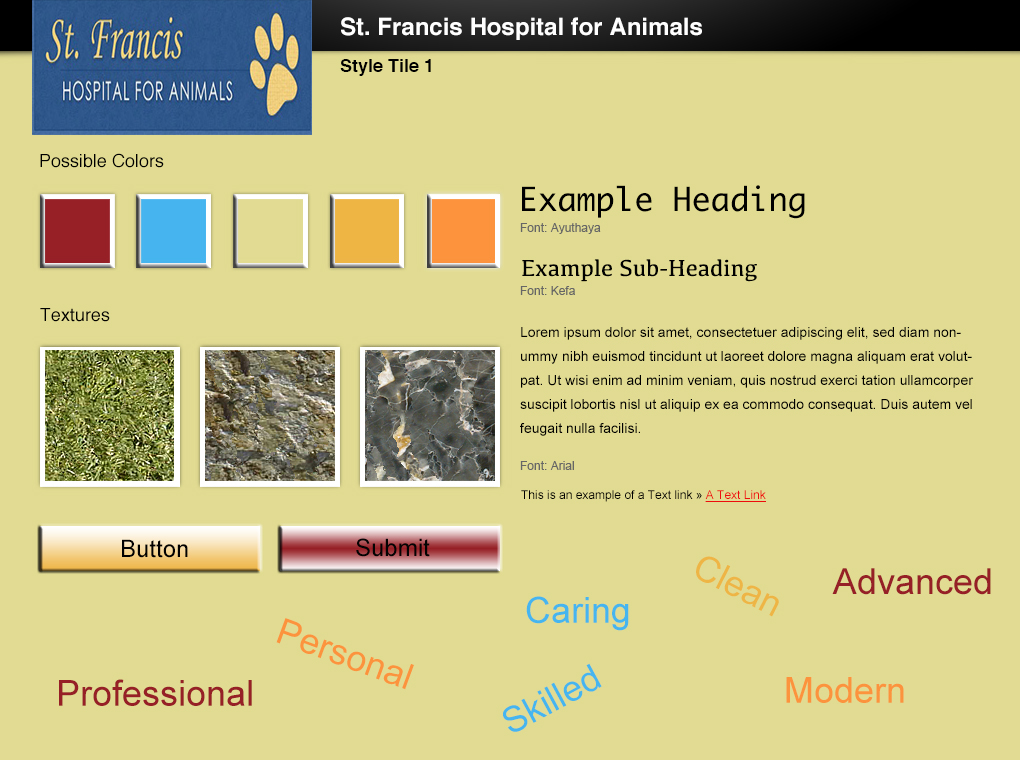 St. Francis
HOSPITAL FOR ANIMALS
St. Francis Hospital for Animals
Style Tile 1
Possible Colors
Textures
Button
Submit
Example Heading
Font: Ayuthaya
Example Sub-Heading
Font: Kefa
Lorem ipsum dolor sit amet, consectetuer adipiscing elit, sed diam non-
ummy nibh euismod tincidunt ut laoreet dolore magna aliquam erat volut-
pat. Ut wisi enim ad minim veniam, quis nostrud exerci tation ullamcorper
suscipit lobortis nisl ut aliquip ex ea commodo consequat. Duis autem vel
feugait nulla facilisi.
Font: Arial
This is an example of a Text link » A Text Link
Clean
Advanced
Caring
Personal
Professional
Skilled
Modern